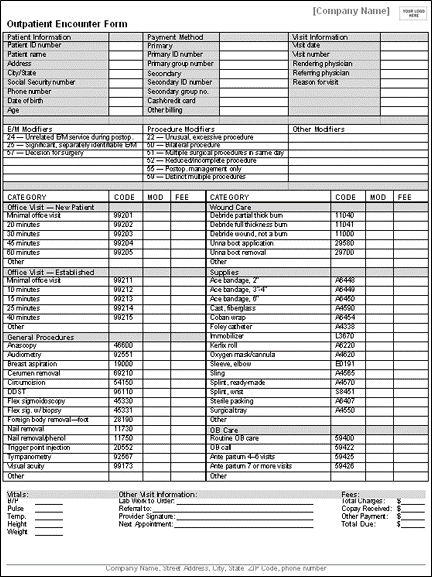 [Company Name]
YOUR LOGO
HERE
Outpatient Encounter Form
Patient Information Payment Method Visit Information
Patient ID number Primary Visit date
Patient name Primary ID number Visit number
Address Primary group number Rendering physician
City/State Secondary Referring physician
Social Security number Secondary ID number Reason for visit
Phone number Secondary group no.
Date of birth Cash/credit card
Age Other billing
E/M Modifiers Procedure Modifiers Other Modifiers
24 — Unrelated E/M service during postop. 22 — Unusual, excessive procedure
25 — Significant, separately identifiable E/M 50 — Bilateral procedure
57 — Decision for surgery 51 — Multiple surgical procedures in same day
52 — Reduced/incomplete procedure
55 — Postop. management only
59 — Distinct multiple procedures
CATEGORY CODE MOD FEE CATEGORY CODE MOD FEE
Office Visit — New Patient Wound Care
Minimal office visit 99201 Debride partial thick burn 11040
20 minutes 99202 Debride full thickness burn 11041
30 minutes 99203 Debride wound, not a burn 11000
45 minutes 99204 Unna boot application 29580
60 minutes 99205 Unna boot removal 29700
Other Other
Office Visit — Established Supplies
Minimal office visit 99211 Ace bandage, 2" A6448
10 minutes 99212 Ace bandage, 3"-4" A6449
15 minutes 99213 Ace bandage, 6" A6450
25 minutes 99214 Cast, fiberglass A4590
40 minutes 99215 Coban wrap A6454
Other Foley catheter A4338
General Procedures Immobilizer L3670
Anascopy 46600 Kerlix roll A6220
Audiometry 92551 Oxygen mask/cannula A4620
Breast aspiration 19000 Sleeve, elbow E0191
Cerumen removal 69210 Sling A4565
Circumcision 54150 Splint, ready-made A4570
DDST 96110 Splint, wrist S8451
Flex sigmoidoscopy 45330 Sterile packing A6407
Flex sig. w/biopsy 45331 Surgical tray A4550
Foreign body removal—foot 28190 Other
Nail removal 11730 OB Care
Nail removal/phenol 11750 Routine OB care 59400
Trigger point injection 20552 OB call 59422
Tympanometry 92567 Ante partum 4–6 visits 59425
Visual acuity 99173 Ante partum 7 or more visits 59426
Other Other
Vitals: Other Visit Information: Fees:
B/P Lab Work to Order: Total Charges: $
Pulse Referral to: Copay Received: $
Temp. Provider Signature: Other Payment: $
Height Next Appointment: Total Due: $
Weight
Company Name, Street Address, City, State ZIP Code, phone number